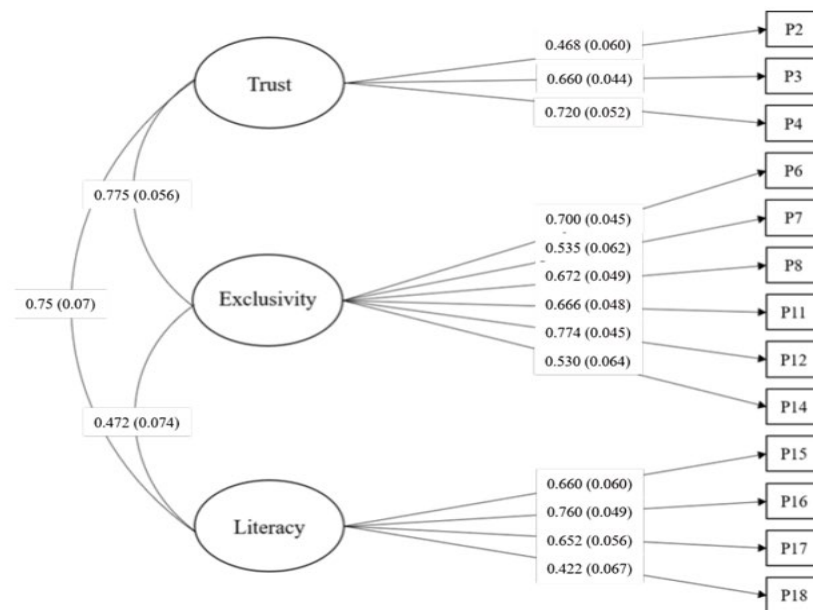 P2
0.468 (0.060)
Trust
0.660 (0.044)
P3
0.720 (0.052)
P4
P6
0.775 (0.056)
0.700 (0.045)
P7
0.535 (0.062)
0.672 (0.049)
P8
Exclusivity
0.75 (0.07)
0.666 (0.048)
P11
0.774 (0.045)
P12
0.530 (0.064)
P14
0.472 (0.074)
P15
0.660 (0.060)
P16
0.760 (0.049)
Literacy
0.652 (0.056)
P17
0.422 (0.067)
P18